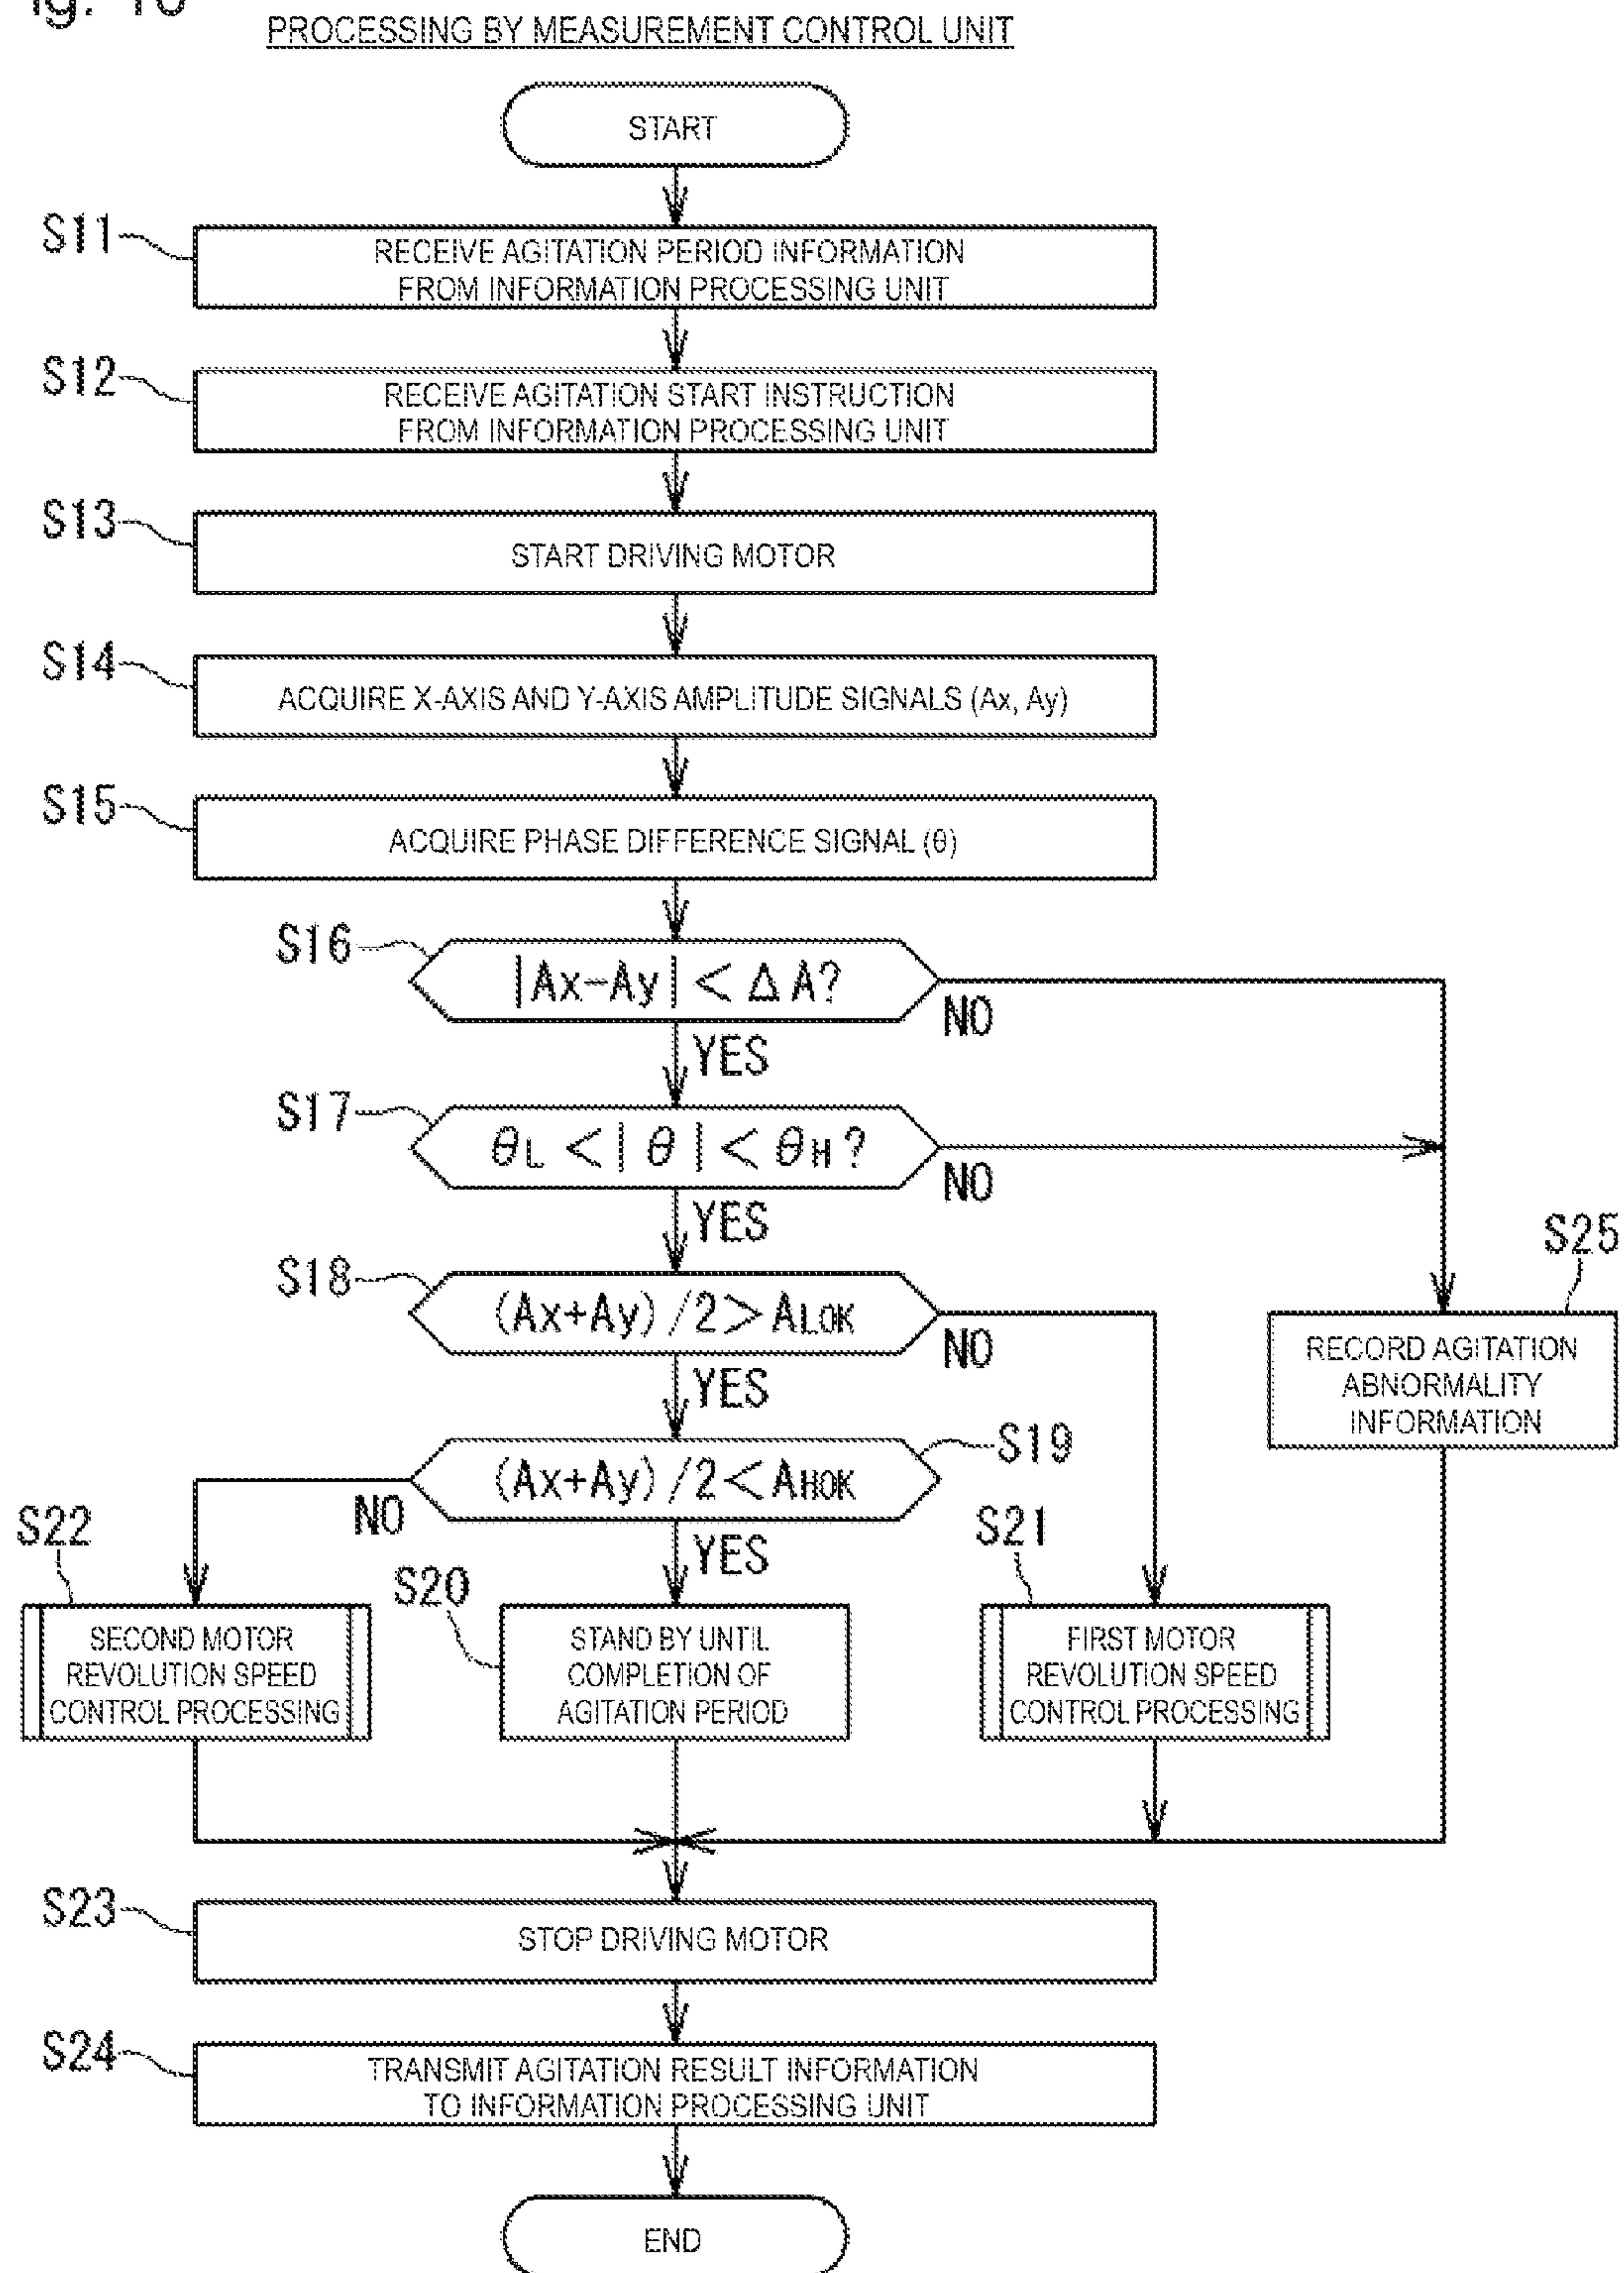 PROCESSING BY MEASUREMENT CONTROL UNIT
START
S11
RECEIVE AGITATION PERIOD INFORMATION
FROM INFORMATION PROCESSING UNIT
S12
RECEIVE AGITATION START INSTRUCTION
FROM INFORMATION PROCESSING UNIT
S13
START DRIVING MOTOR
S14
ACQUIRE X-AXIS AND Y-AXIS AMPLITUDE SIGNALS (Ax, Ay)
S15
ACQUIRE PHASE DIFFERENCE SIGNAL (θ)
S16
|Ax-Ay| < Δ A?
NO
YES
S17
θL < | θ | < θH ?
NO
YES
S18
(Ax+Ay) /2 > ALOK
NO
YES
S25
RECORD AGITATION
ABNORMALITY
INFORMATION
S19
(Ax+Ay) /2 < AHOK
NO
YES
S22
SECOND MOTOR
REVOLUTION SPEED
CONTROL PROCESSING
S20
STAND BY UNTIL
COMPLETION OF
AGITATION PERIOD
S21
FIRST MOTOR
REVOLUTION SPEED
CONTROL PROCESSING
S23
STOP DRIVING MOTOR
S24
TRANSMIT AGITATION RESULT INFORMATION
TO INFORMATION PROCESSING UNIT
END